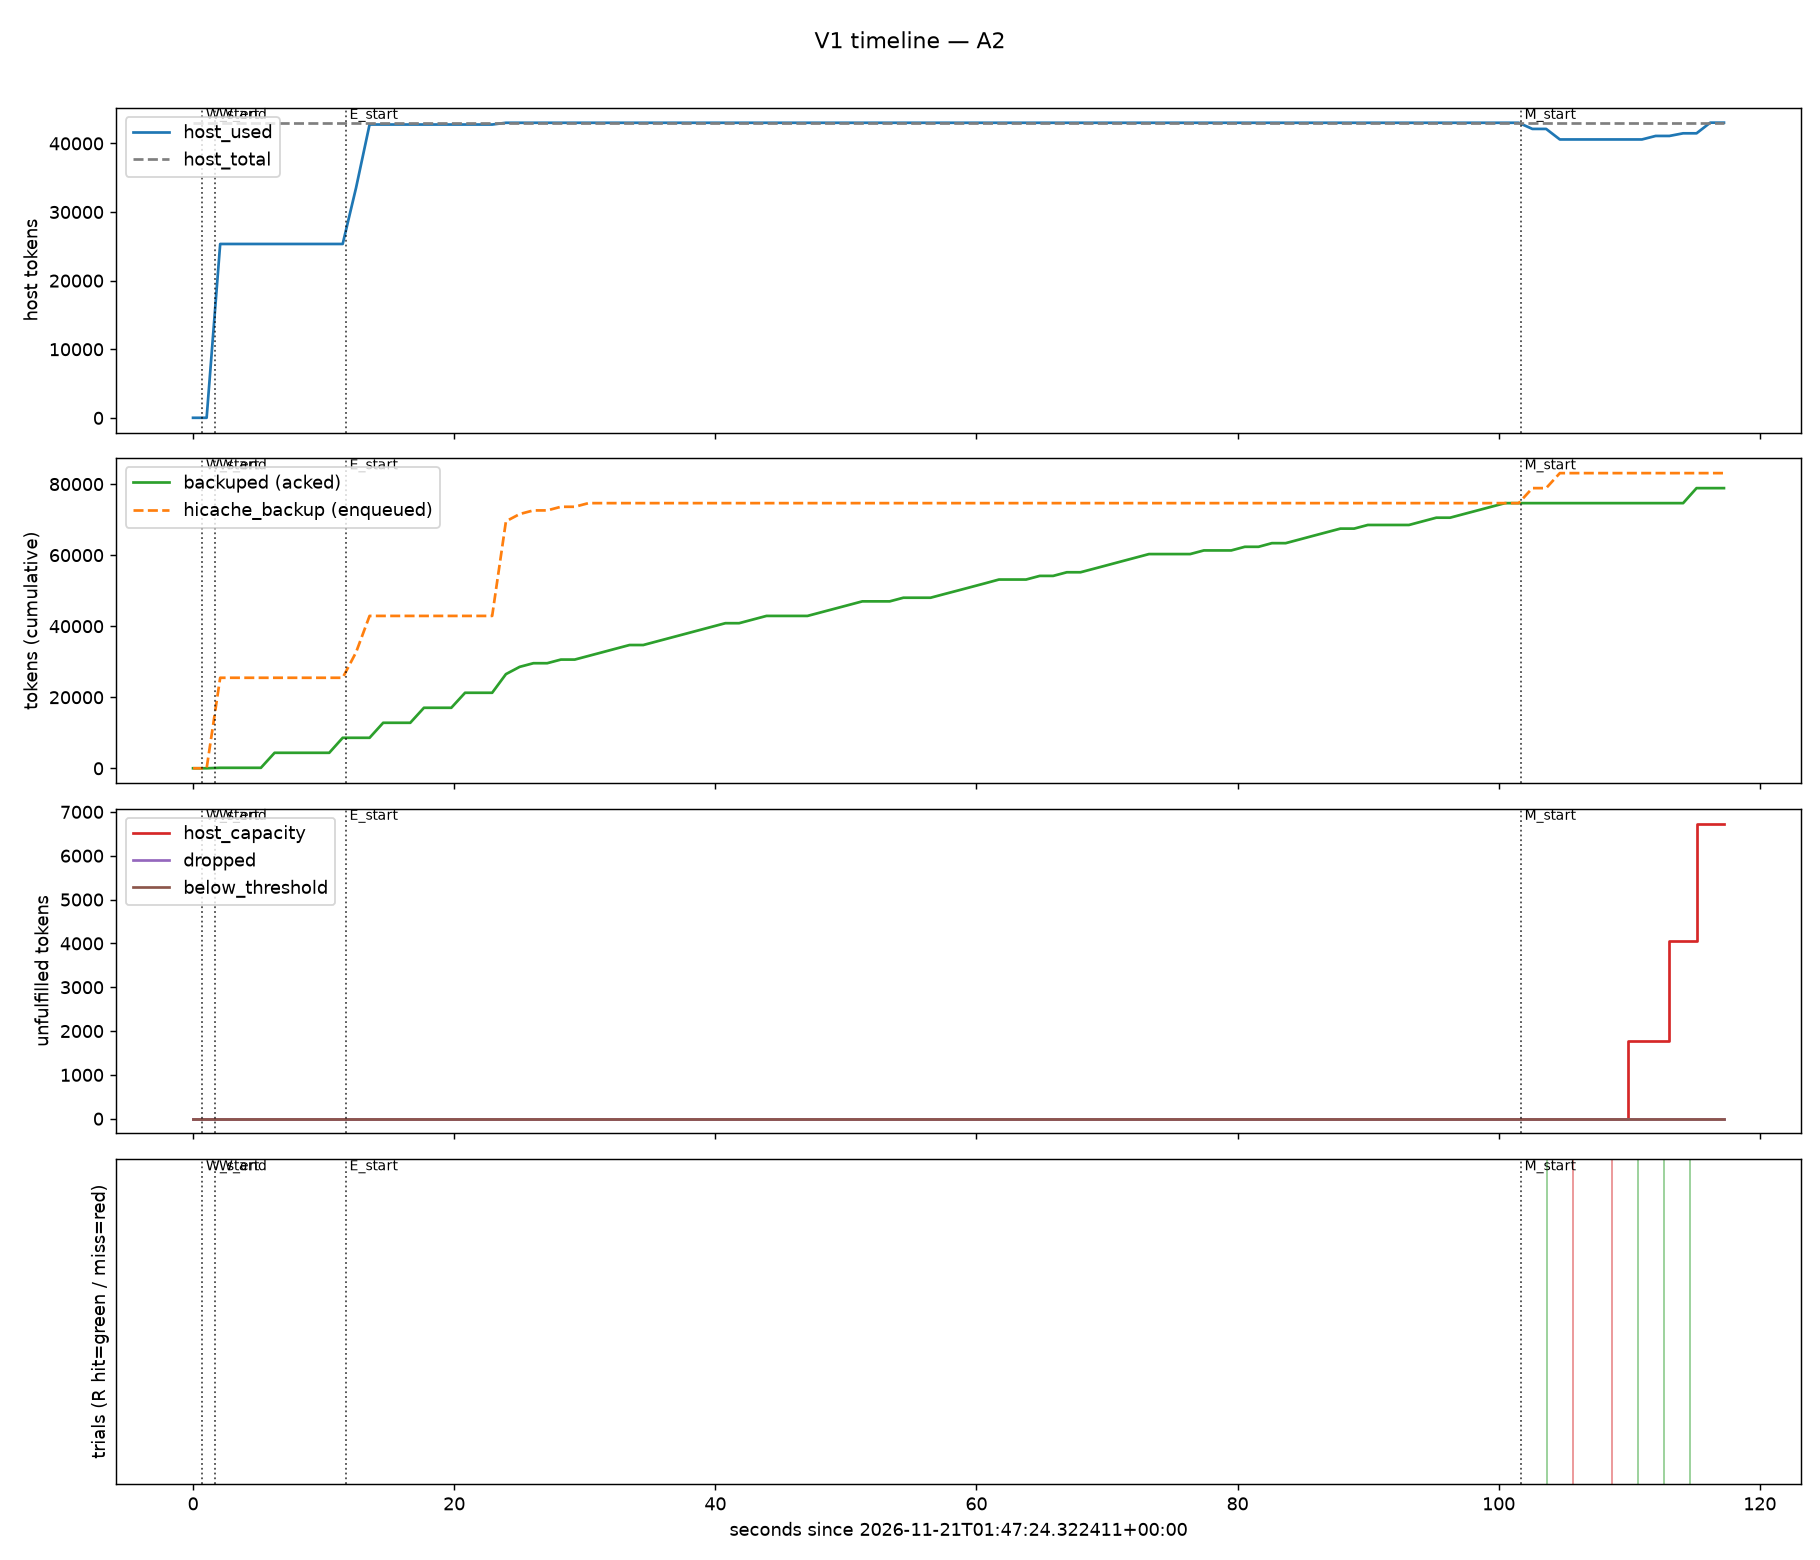 V1 timeline — A2
E_start
M_start
host_used
host_total
40000
30000
20000
10000
0
host tokens
E_start
M_start
backuped (acked)
hicache_backup (enqueued)
80000
60000
40000
20000
0
tokens (cumulative)
E_start
M_start
host_capacity
dropped
below_threshold
7000
6000
5000
4000
3000
2000
1000
0
unfulfilled tokens
E_start
M_start
trials (R hit=green / miss=red)
0 20 40 60 80 100 120
seconds since 2026-11-21T01:47:24.322411+00:00